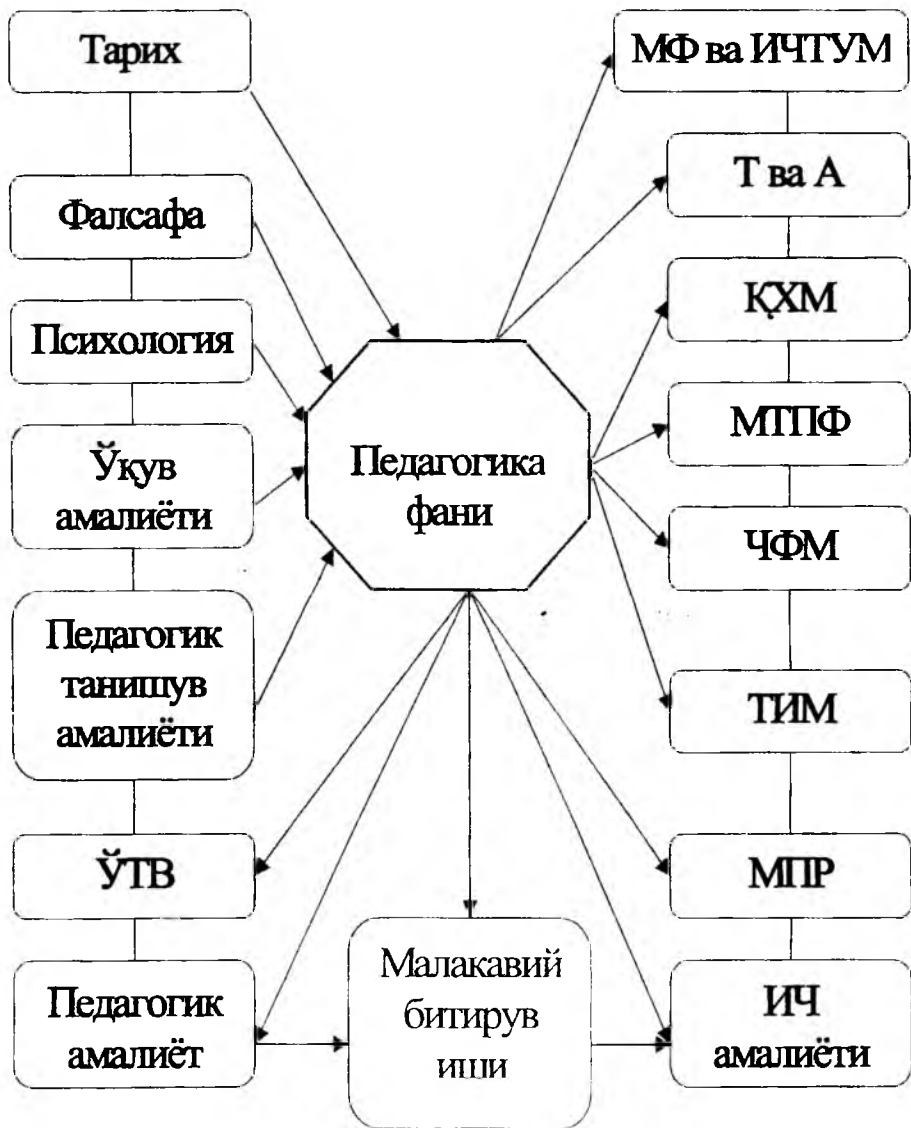 Тарих
Фалсафа
Психология
Ўқув
амалиёти
Педагогик
танишув
амалиёти
ЎТВ
Педагогик
амалиёт
Педагогика
фани
Малакавий
битирув
иши
МФ ва ИЧТУМ
Т ва А
ҚХМ
МТПФ
ЧФМ
ТИМ
МПР
ИЧ
амалиёти